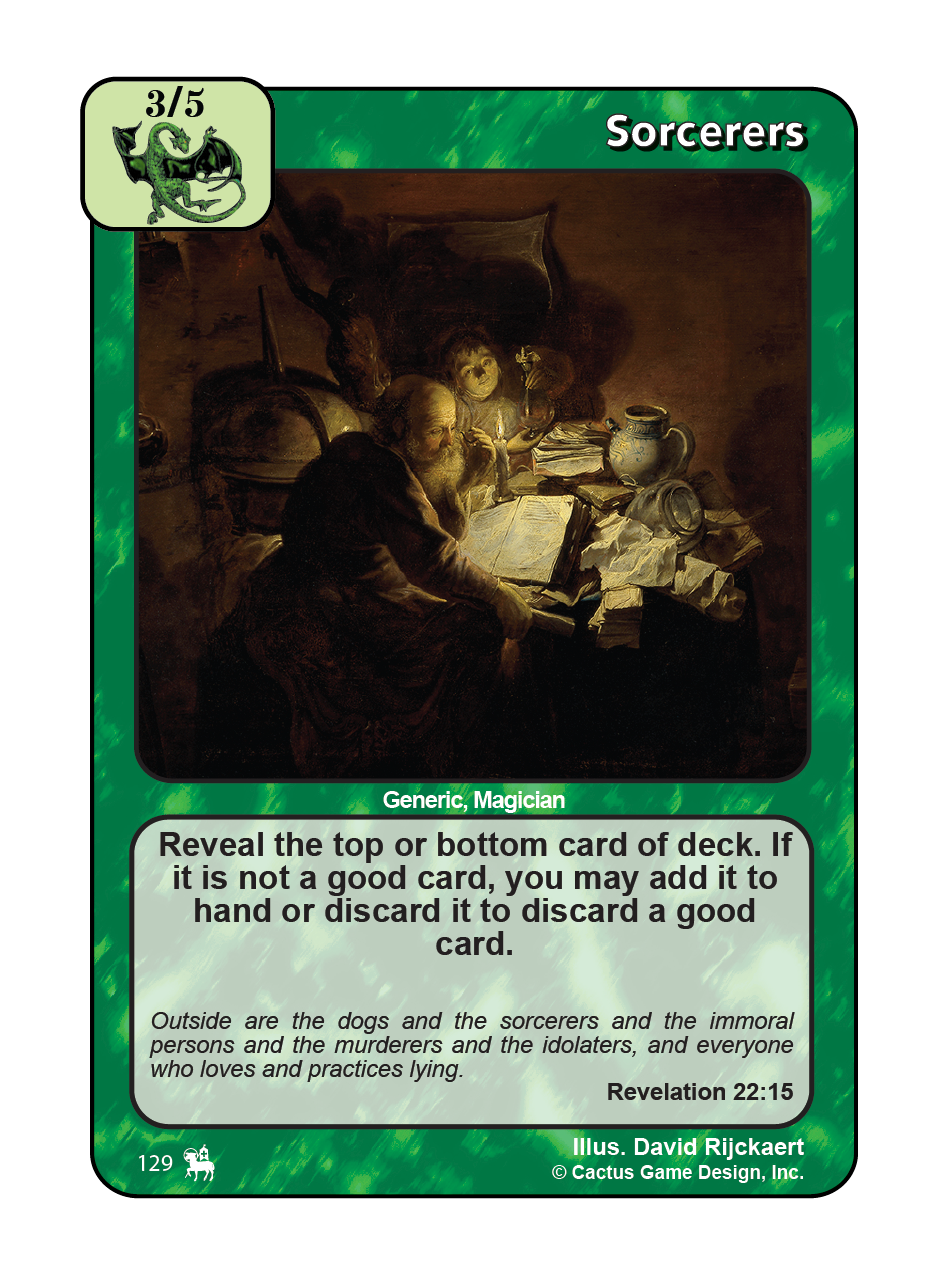 3/5
Sorcerers
Generic, Magician
Reveal the top or bottom card of deck. If
it is not a good card, you may add it to
hand or discard it to discard a good
card.
Outside are the dogs and the sorcerers and the immoral
persons and the murderers and the idolaters, and everyone
who loves and practices lying.
Revelation 22:15
129
Illus. David Rijckaert
© Cactus Game Design, Inc.